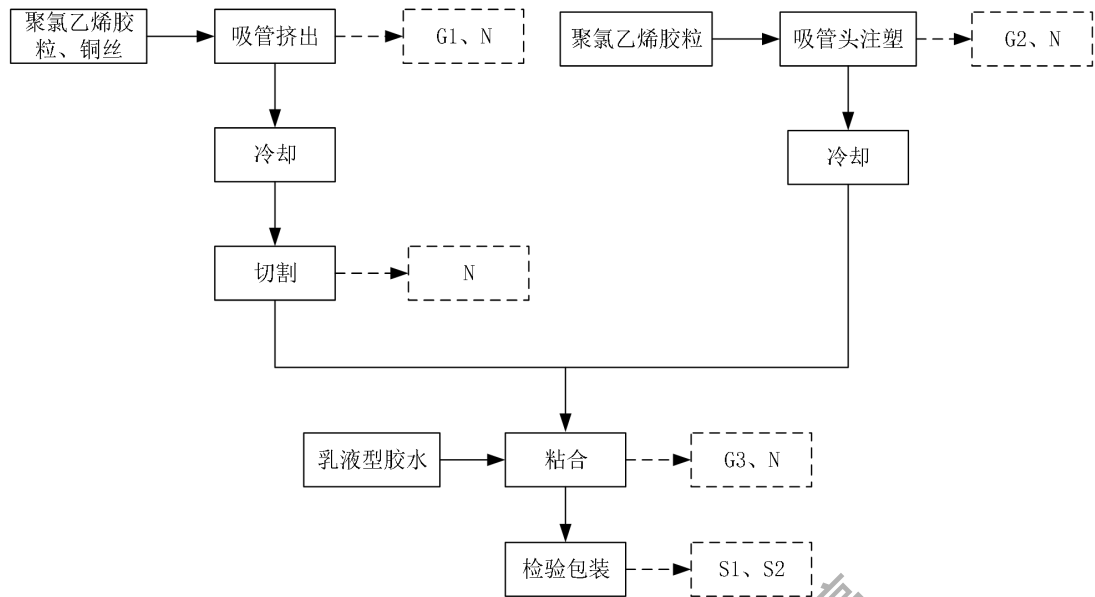 聚氯乙烯胶
粒、铜丝
吸管挤出
G1、N
聚氯乙烯胶粒
吸管头注塑
G2、N
冷却
冷却
切割
N
乳液型胶水
粘合
G3、N
检验包装
S1、S2